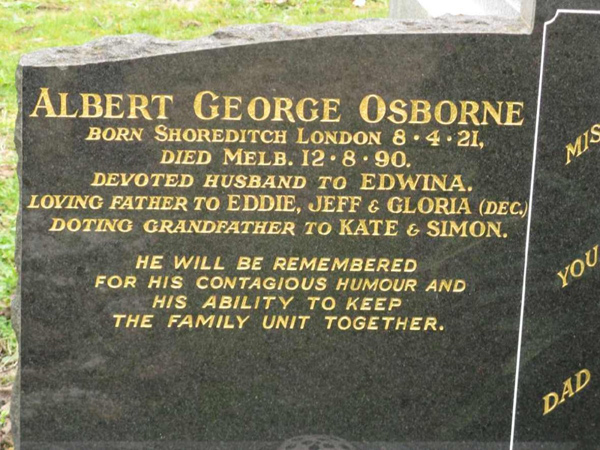 ALBERT GEORGE OSBORNE
BORN SHOREDITCH LONDON 8·4·21,
DIED MELB. 12·8·90.
DEVOTED HUSBAND TO EDWINA.
LOVING FATHER TO EDDIE, JEFF & GLORIA (DEC.)
DOTING GRANDFATHER TO KATE & SIMON.
HE WILL BE REMEMBERED
FOR HIS CONTAGIOUS HUMOUR AND
HIS ABILITY TO KEEP
THE FAMILY UNIT TOGETHER.
MIS
YOU
DAD